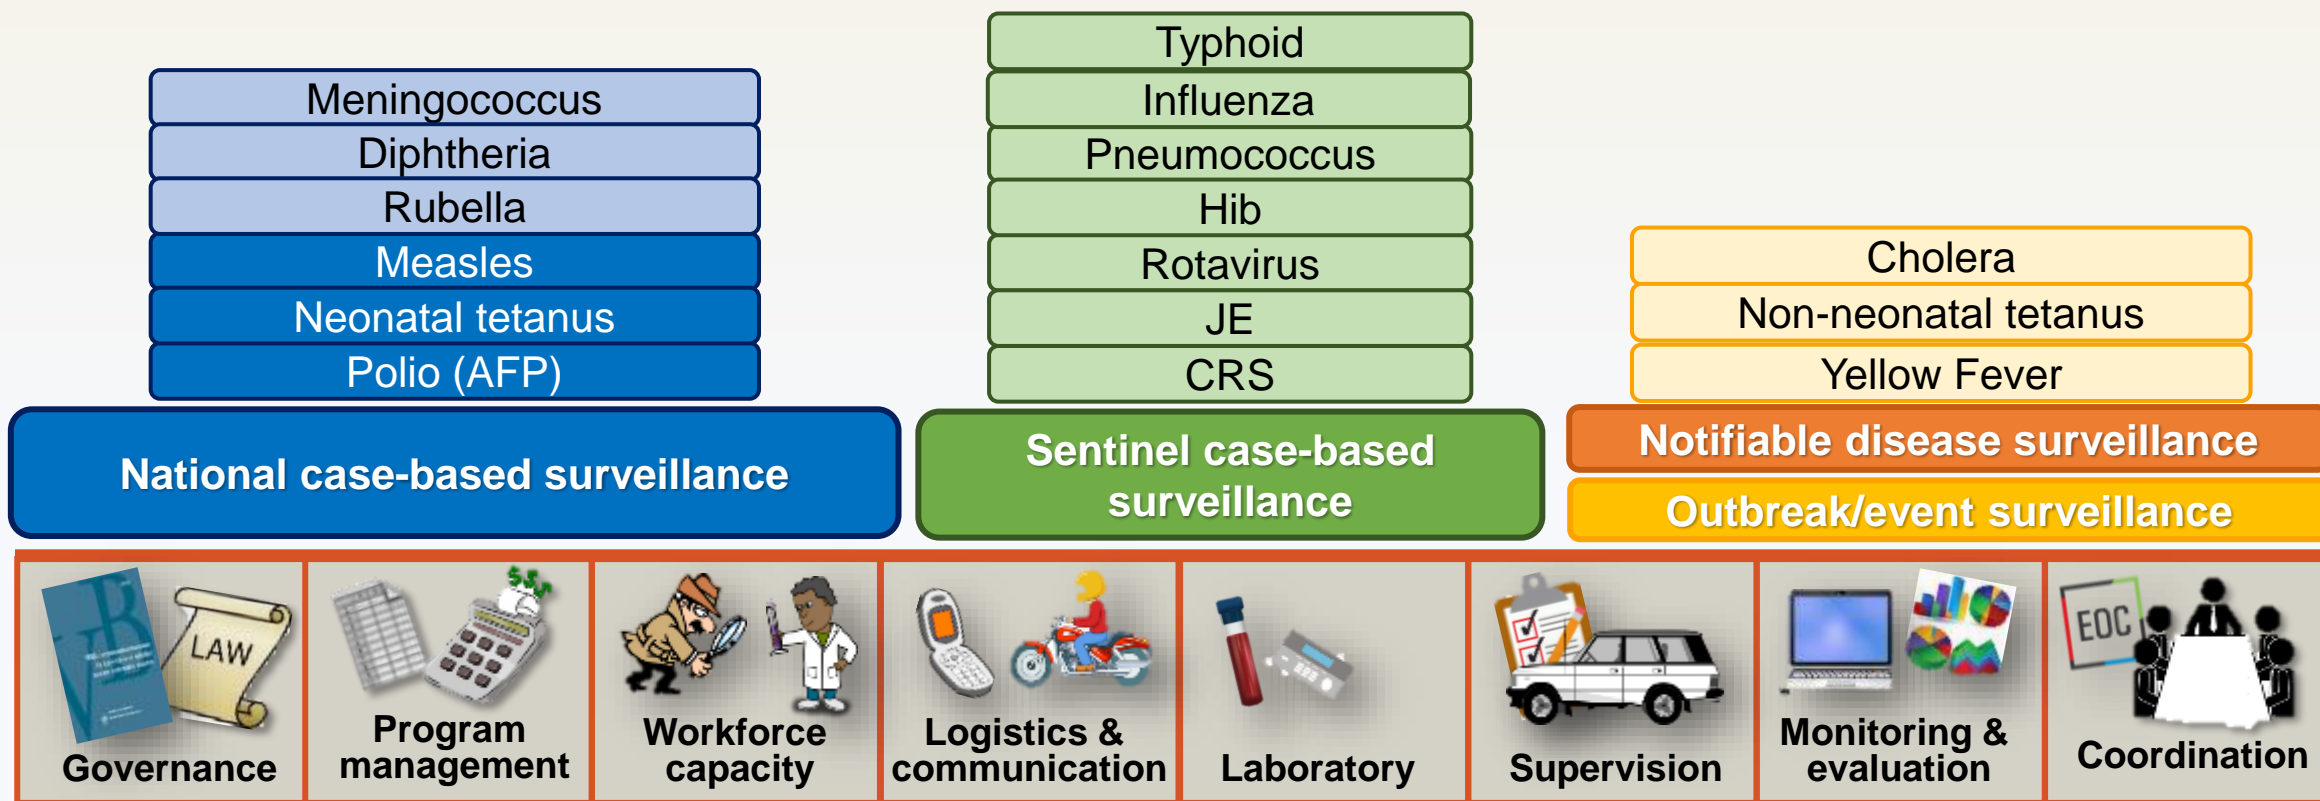 Meningococcus
Diphtheria
Rubella
Measles
Neonatal tetanus
Polio (AFP)
National case-based surveillance
Typhoid
Influenza
Pneumococcus
Hib
Rotavirus
JE
CRS
Sentinel case-based
surveillance
Cholera
Non-neonatal tetanus
Yellow Fever
Notifiable disease surveillance
Outbreak/event surveillance
LAW
Governance
Program
management
Workforce
capacity
Logistics &
communication
Laboratory
Supervision
Monitoring &
evaluation
EOC
Coordination